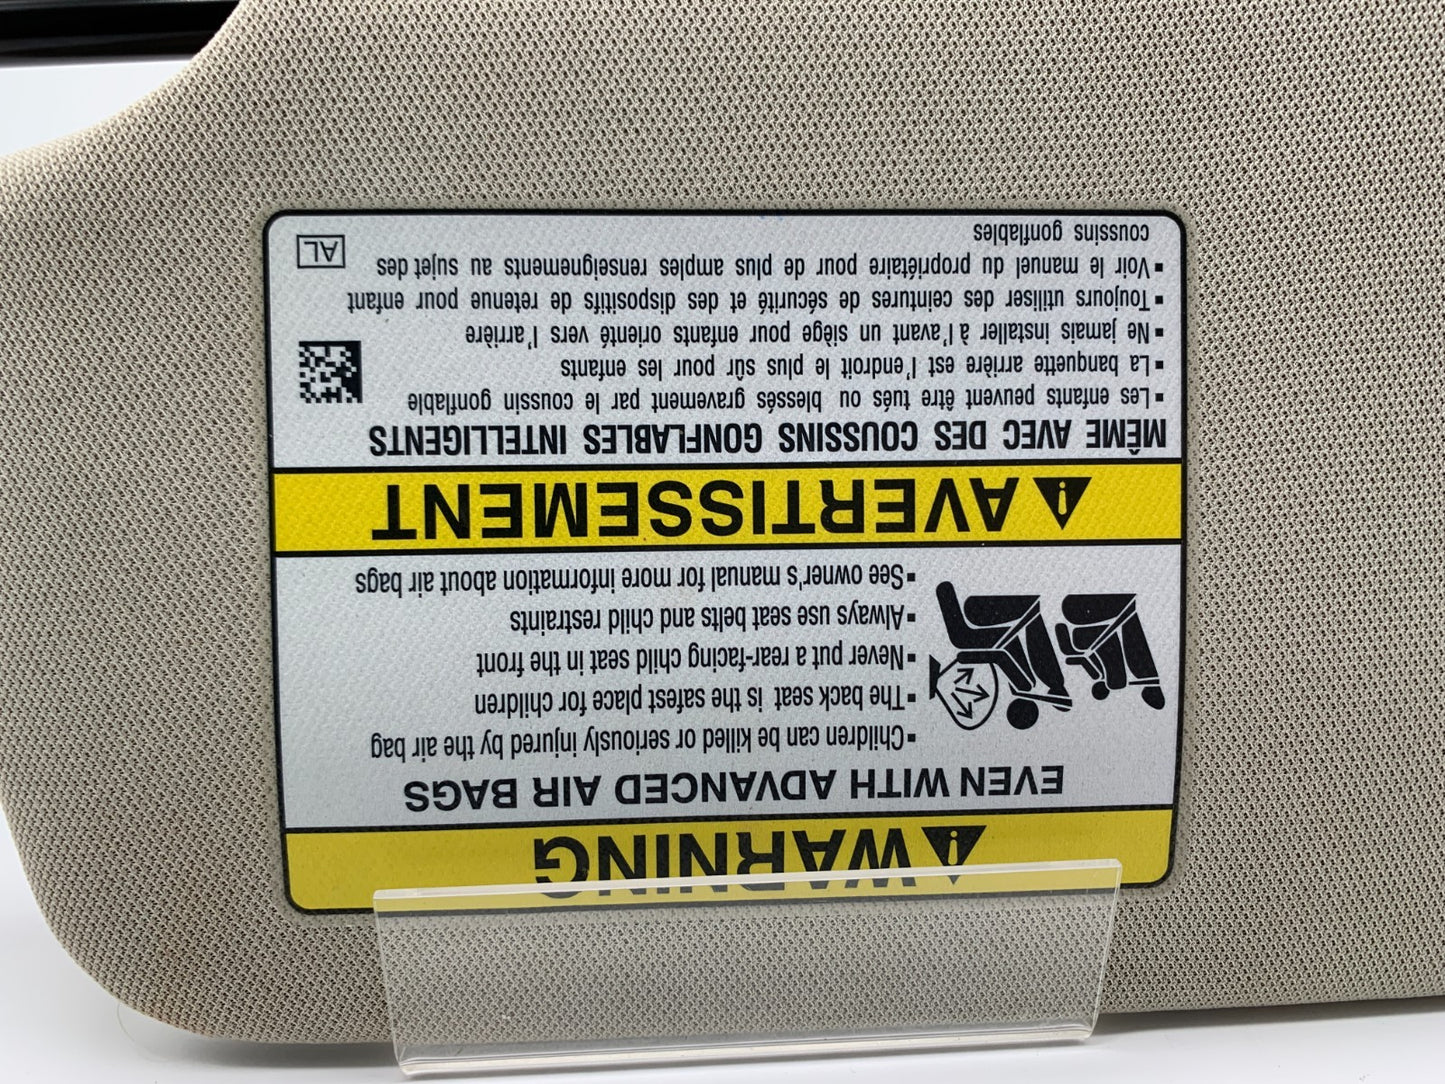 WARNING
EVEN WITH ADVANCED AIR BAGS
▪Children can be killed or seriously injured by the air bag
▪The back seat is the safest place for children
▪Never put a rear-facing child seat in the front
▪Always use seat belts and child restraints
▪See owner's manual for more information about air bags
AVERTISSEMENT
MÊME AVEC DES COUSSINS GONFLABLES INTELLIGENTS
▪Les enfants peuvent être tués ou blessés gravement par le coussin gonflable
▪La banquette arrière est l'endroit le plus sûr pour les enfants
▪Ne jamais installer à l'avant un siège pour enfants orienté vers l'arrière
▪Toujours utiliser des ceintures de sécurité et des dispositifs de retenue pour enfant
▪Voir le manuel du propriétaire pour de plus amples renseignements au sujet des
coussins gonflables
AL